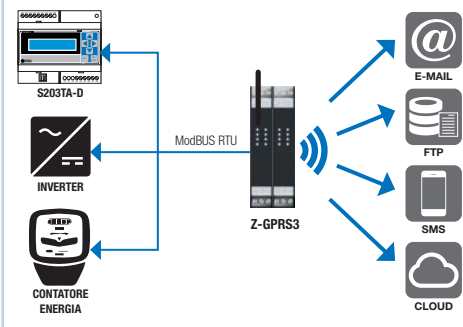 S203TA-D
INVERTER
CONTATORE
ENERGIA
ModBUS RTU
Z-GPRS3
@
E-MAIL
FTP
SMS
CLOUD